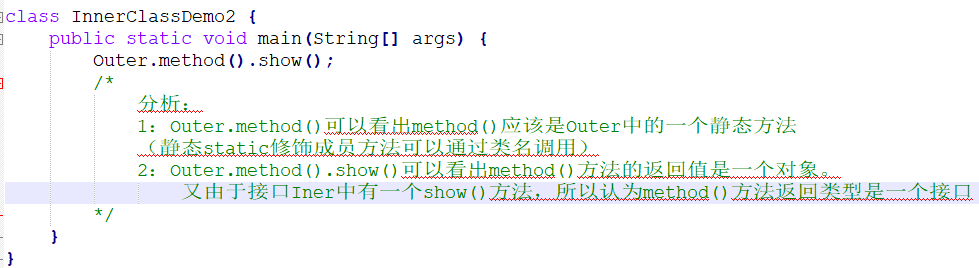 class InnerClassDemo2 {
public static void main(String[] args) {
Outer.method().show();
/*
分析：
1：Outer.method()可以看出method()应该是Outer中的一个静态方法
（静态static修饰成员方法可以通过类名调用）
2：Outer.method().show()可以看出method()方法的返回值是一个对象。
又由于接口Iner中有一个show()方法，所以认为method()方法返回类型是一个接口
*/
}
}